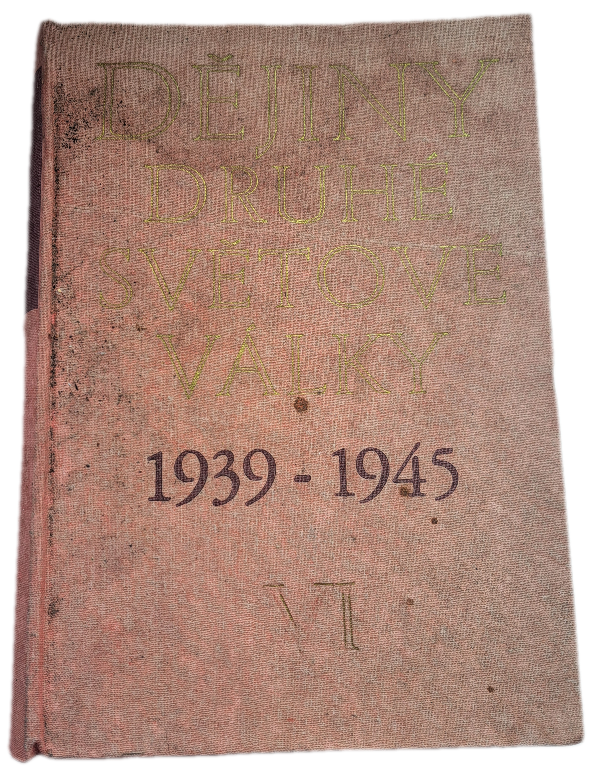 DĚJINY
DRUHÉ
SVĚTOVÉ
VÁLKY
1939 - 1945
VI